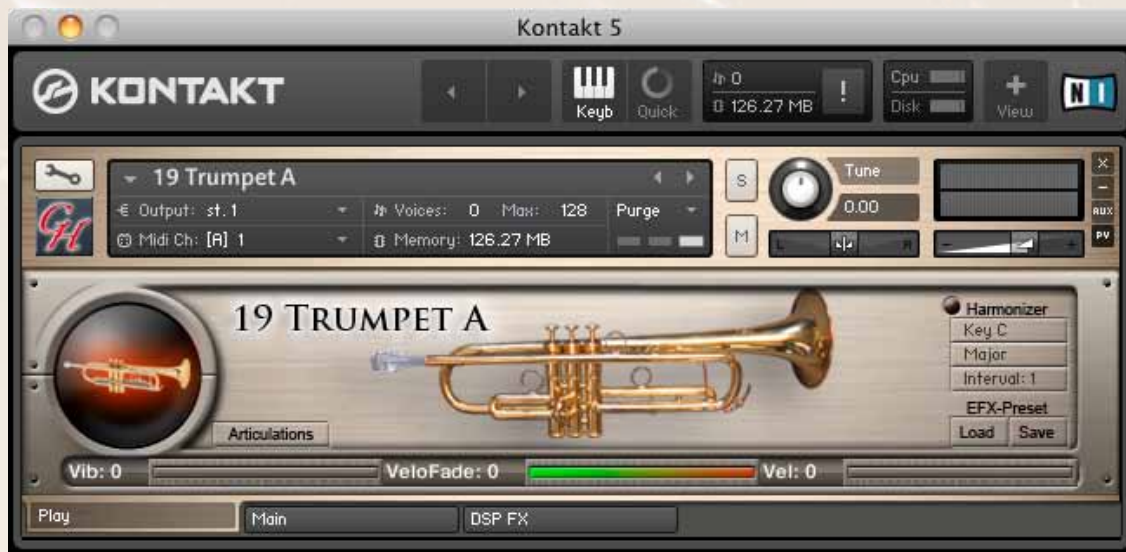 Kontakt 5
KONTAKT
Keyb
Quick
0
126.27 MB
!
Cpu
Disk
+
View
N I
19 Trumpet A
Output: st. 1
Voices: 0 Max: 128
Purge
Midi Ch: [A] 1
Memory: 126.27 MB
S
M
Tune
0.00
L
R
-
+
X
-
AUX
PV
GH
19 TRUMPET A
Harmonizer
Key C
Major
Interval: 1
EFX-Preset
Load Save
Articulations
Vib: 0
VeloFade: 0
Vel: 0
Play
Main
DSP FX